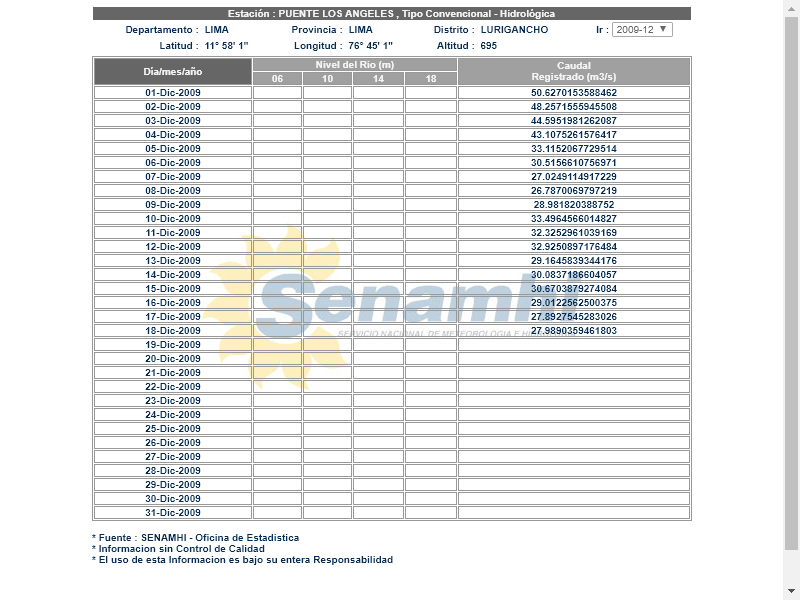 Estación : PUENTE LOS ANGELES , Tipo Convencional - Hidrológica
Departamento : LIMA Provincia : LIMA Distrito : LURIGANCHO Ir : 2009-12
Latitud : 11° 58' 1" Longitud : 76° 45' 1" Altitud : 695
Dia/mes/año Nivel del Rio (m) Caudal Registrado (m3/s)
06 10 14 18
01-Dic-2009 50.6270153588462
02-Dic-2009 48.2571555945508
03-Dic-2009 44.5951981262087
04-Dic-2009 43.1075261576417
05-Dic-2009 33.1152067729514
06-Dic-2009 30.5156610756971
07-Dic-2009 27.0249114917229
08-Dic-2009 26.7870069797219
09-Dic-2009 28.981820388752
10-Dic-2009 33.4964566014827
11-Dic-2009 32.3252961039169
12-Dic-2009 32.9250897176484
13-Dic-2009 29.1645839344176
14-Dic-2009 30.0837186604057
15-Dic-2009 30.6703879274084
16-Dic-2009 29.0122562500375
17-Dic-2009 27.8927545283026
18-Dic-2009 27.9890359461803
19-Dic-2009
20-Dic-2009
21-Dic-2009
22-Dic-2009
23-Dic-2009
24-Dic-2009
25-Dic-2009
26-Dic-2009
27-Dic-2009
28-Dic-2009
29-Dic-2009
30-Dic-2009
31-Dic-2009
Senamhi
SERVICIO NACIONAL DE METEOROLOGIA E
* Fuente : SENAMHI - Oficina de Estadistica
* Informacion sin Control de Calidad
* El uso de esta Informacion es bajo su entera Responsabilidad